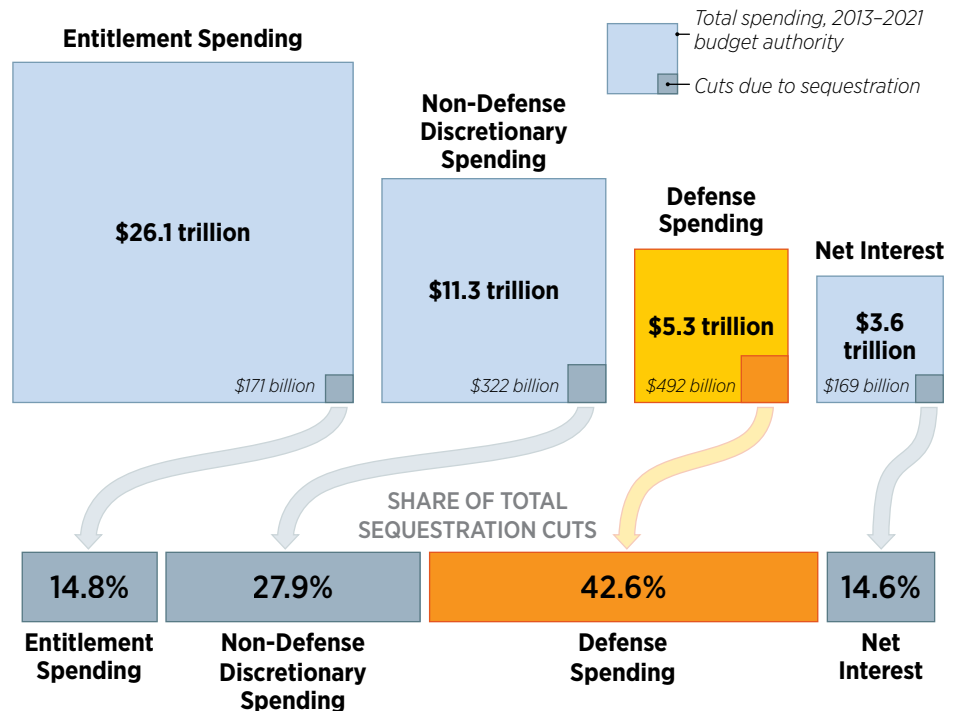 Total spending, 2013–2021
budget authority
Cuts due to sequestration
Entitlement Spending
$26.1 trillion
$171 billion
Non-Defense
Discretionary
Spending
$11.3 trillion
$322 billion
Defense
Spending
$5.3 trillion
$492 billion
Net Interest
$3.6
trillion
$169 billion
SHARE OF TOTAL
SEQUESTRATION CUTS
14.8%
Entitlement
Spending
27.9%
Non-Defense
Discretionary
Spending
42.6%
Defense
Spending
14.6%
Net
Interest